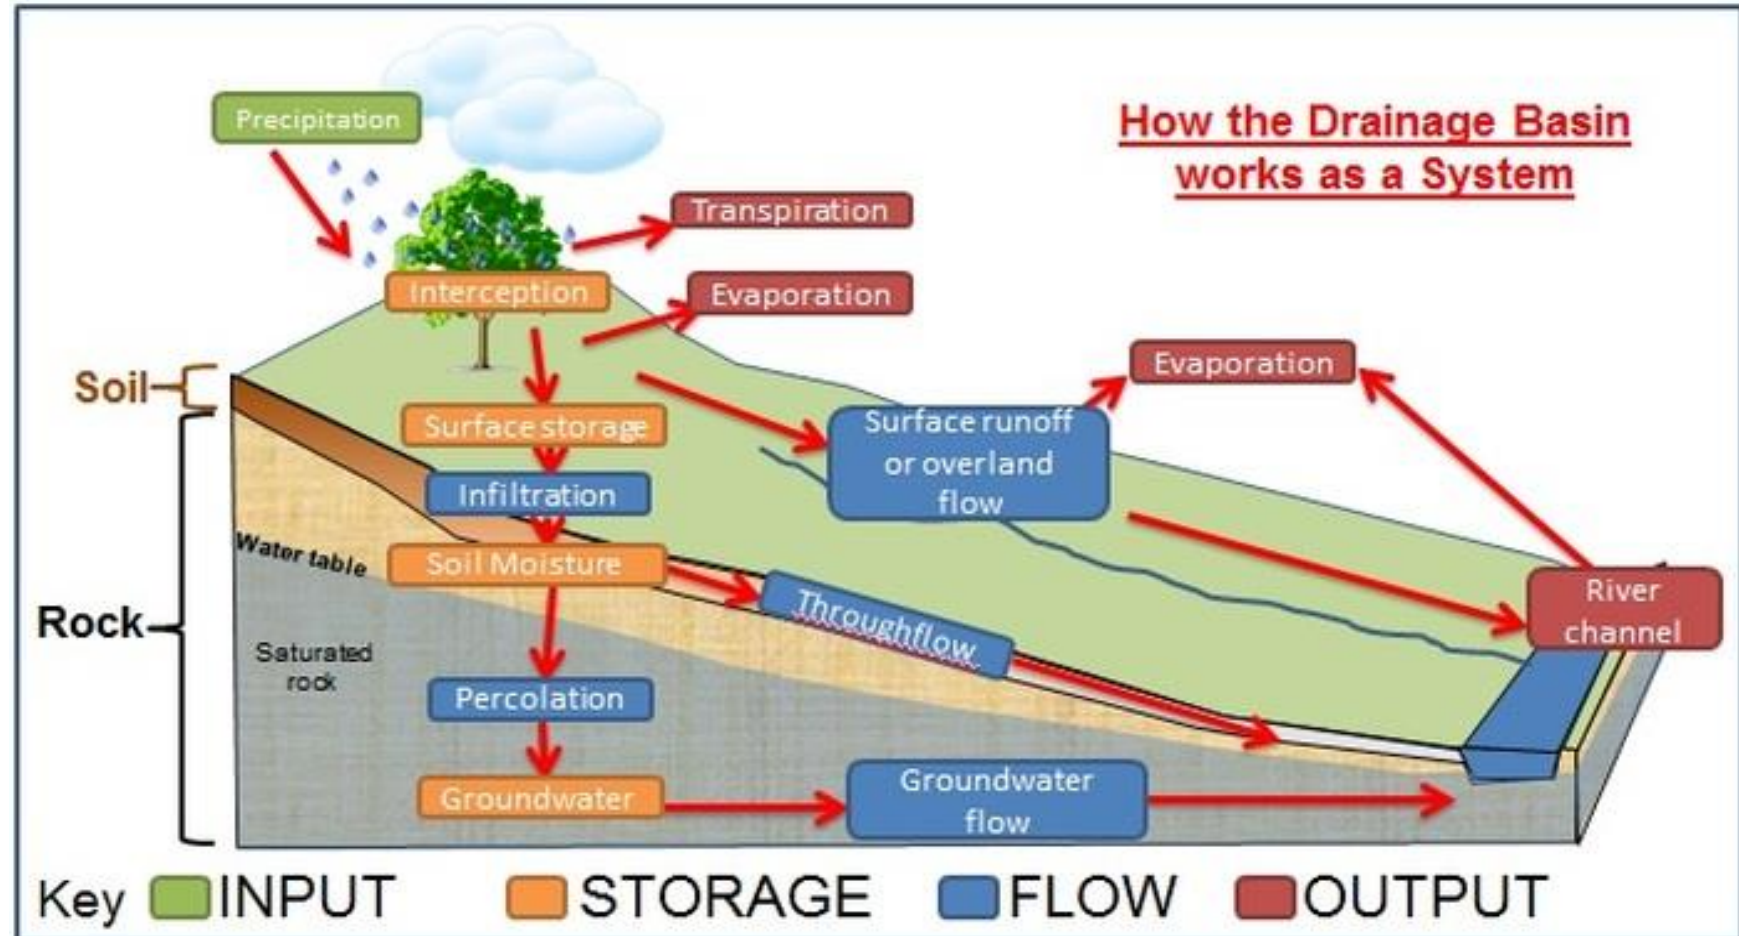 How the Drainage Basin
works as a System
Precipitation
Transpiration
Interception
Evaporation
Evaporation
Soil
Surface storage
Surface runoff
or overland
flow
Infiltration
Water table
Soil Moisture
Throughflow
River
channel
Rock
Saturated
rock
Percolation
Groundwater
Groundwater
flow
Key INPUT STORAGE FLOW OUTPUT